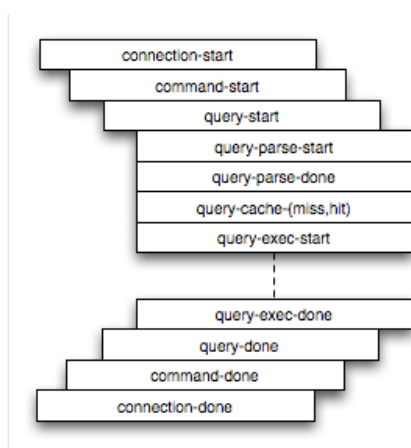 connection-start
command-start
query-start
query-parse-start
query-parse-done
query-cache-(miss,hit)
query-exec-start
query-exec-done
query-done
command-done
connection-done